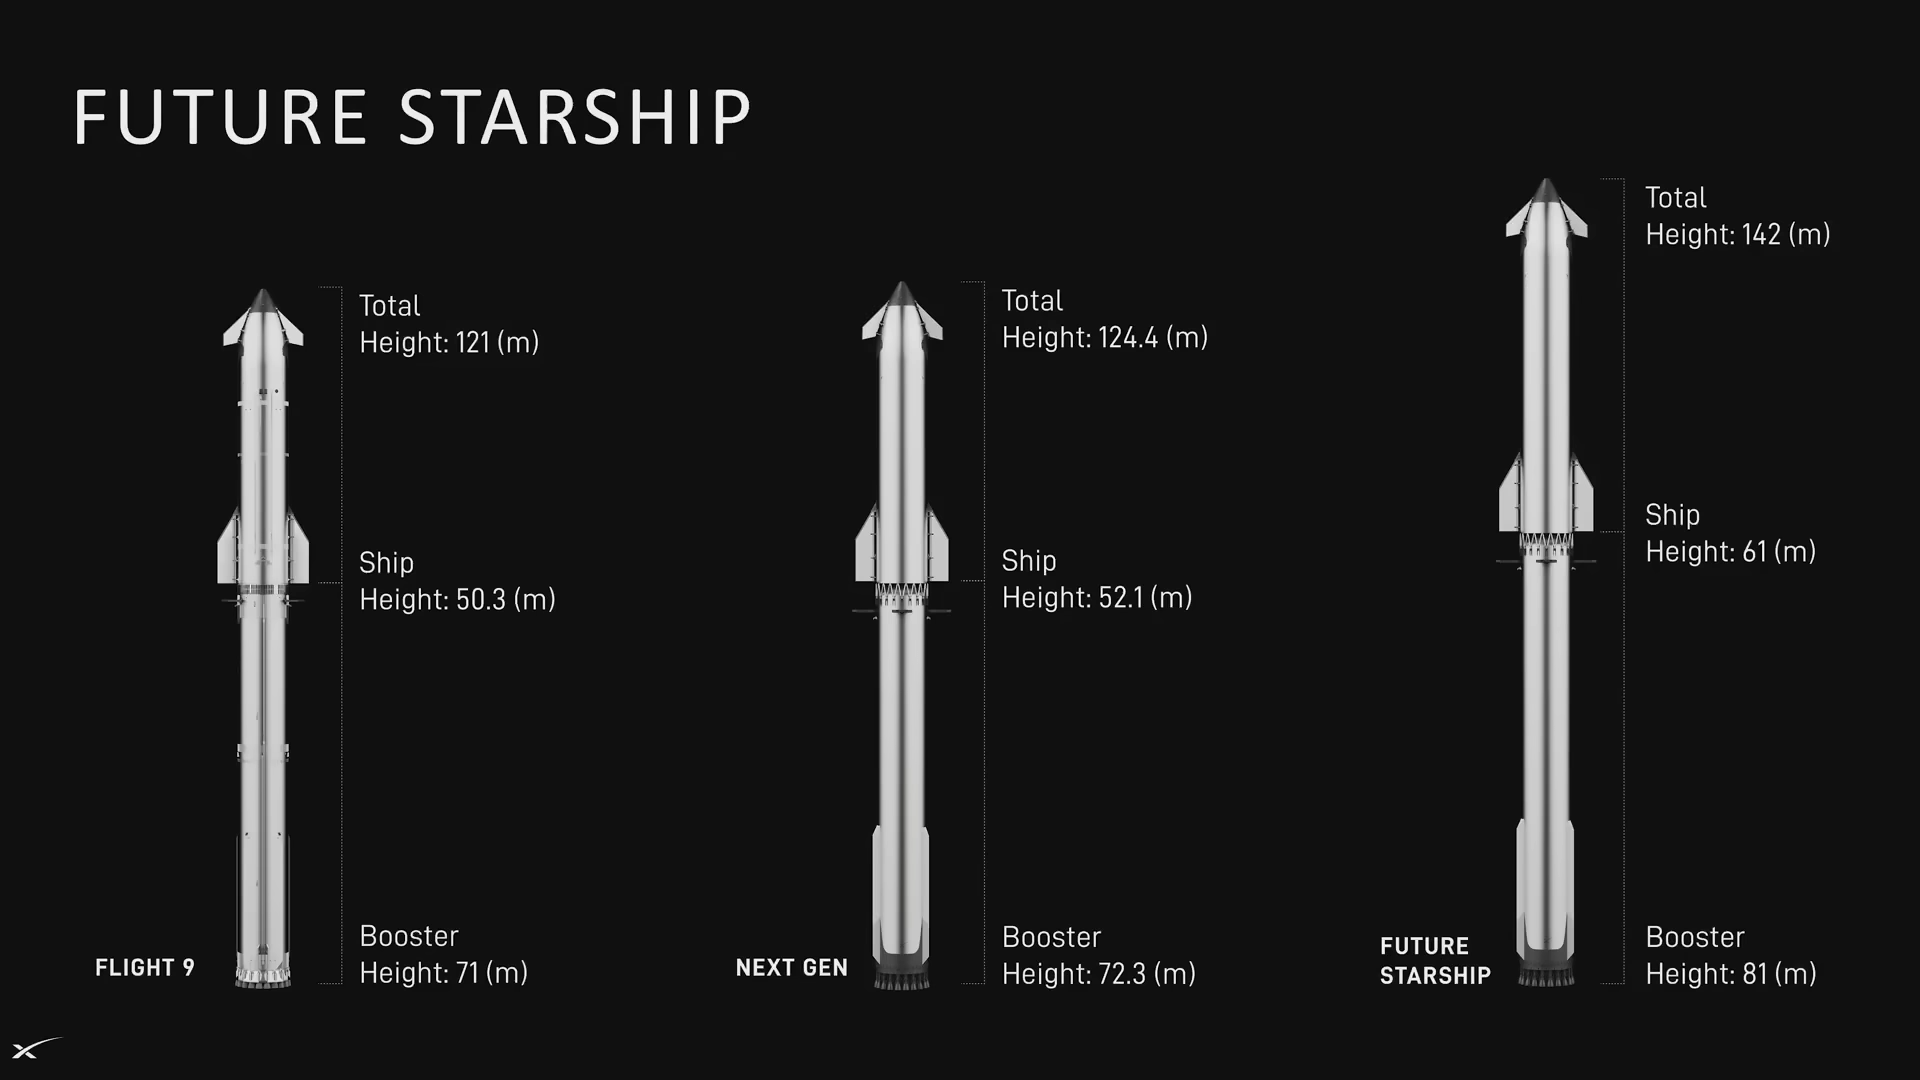 FUTURE STARSHIP
Total
Height: 121 (m)
Ship
Height: 50.3 (m)
Booster
Height: 71 (m)
FLIGHT 9
Total
Height: 124.4 (m)
Ship
Height: 52.1 (m)
Booster
Height: 72.3 (m)
NEXT GEN
Total
Height: 142 (m)
Ship
Height: 61 (m)
Booster
Height: 81 (m)
FUTURE
STARSHIP